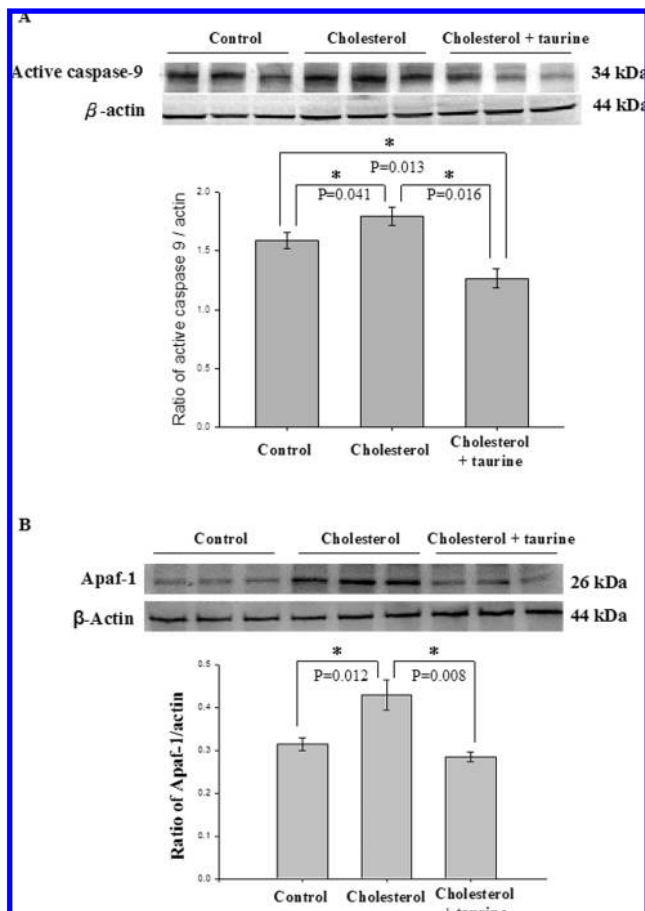 A
Control Cholesterol Cholesterol + taurine
Active caspase-9 34 kDa
β-actin 44 kDa
*
P=0.013
* *
P=0.041 P=0.016
Ratio of active caspase 9 / actin
2.0
1.5
1.0
0.5
0.0
Control Cholesterol Cholesterol
+ taurine
B
Control Cholesterol Cholesterol + taurine
Apaf-1 26 kDa
β-Actin 44 kDa
* *
P=0.012 P=0.008
Ratio of Apaf-1/actin
0.5
0.4
0.3
0.2
0.1
0.0
Control Cholesterol Cholesterol
+ taurine